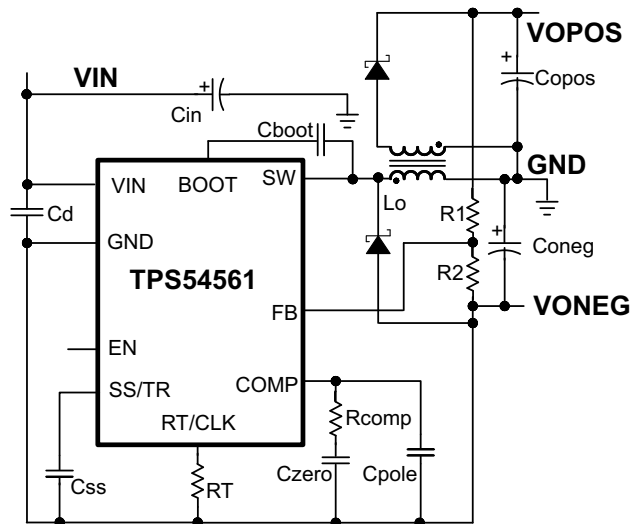 VOPOS
VIN
+
+
Copos
Cin
Cboot
GND
VIN
BOOT
SW
Cd
Lo
R1
GND
+
Coneg
TPS54561
R2
FB
VONEG
EN
SS/TR
COMP
RT/CLK
Rcomp
Css
RT
Czero
Cpole